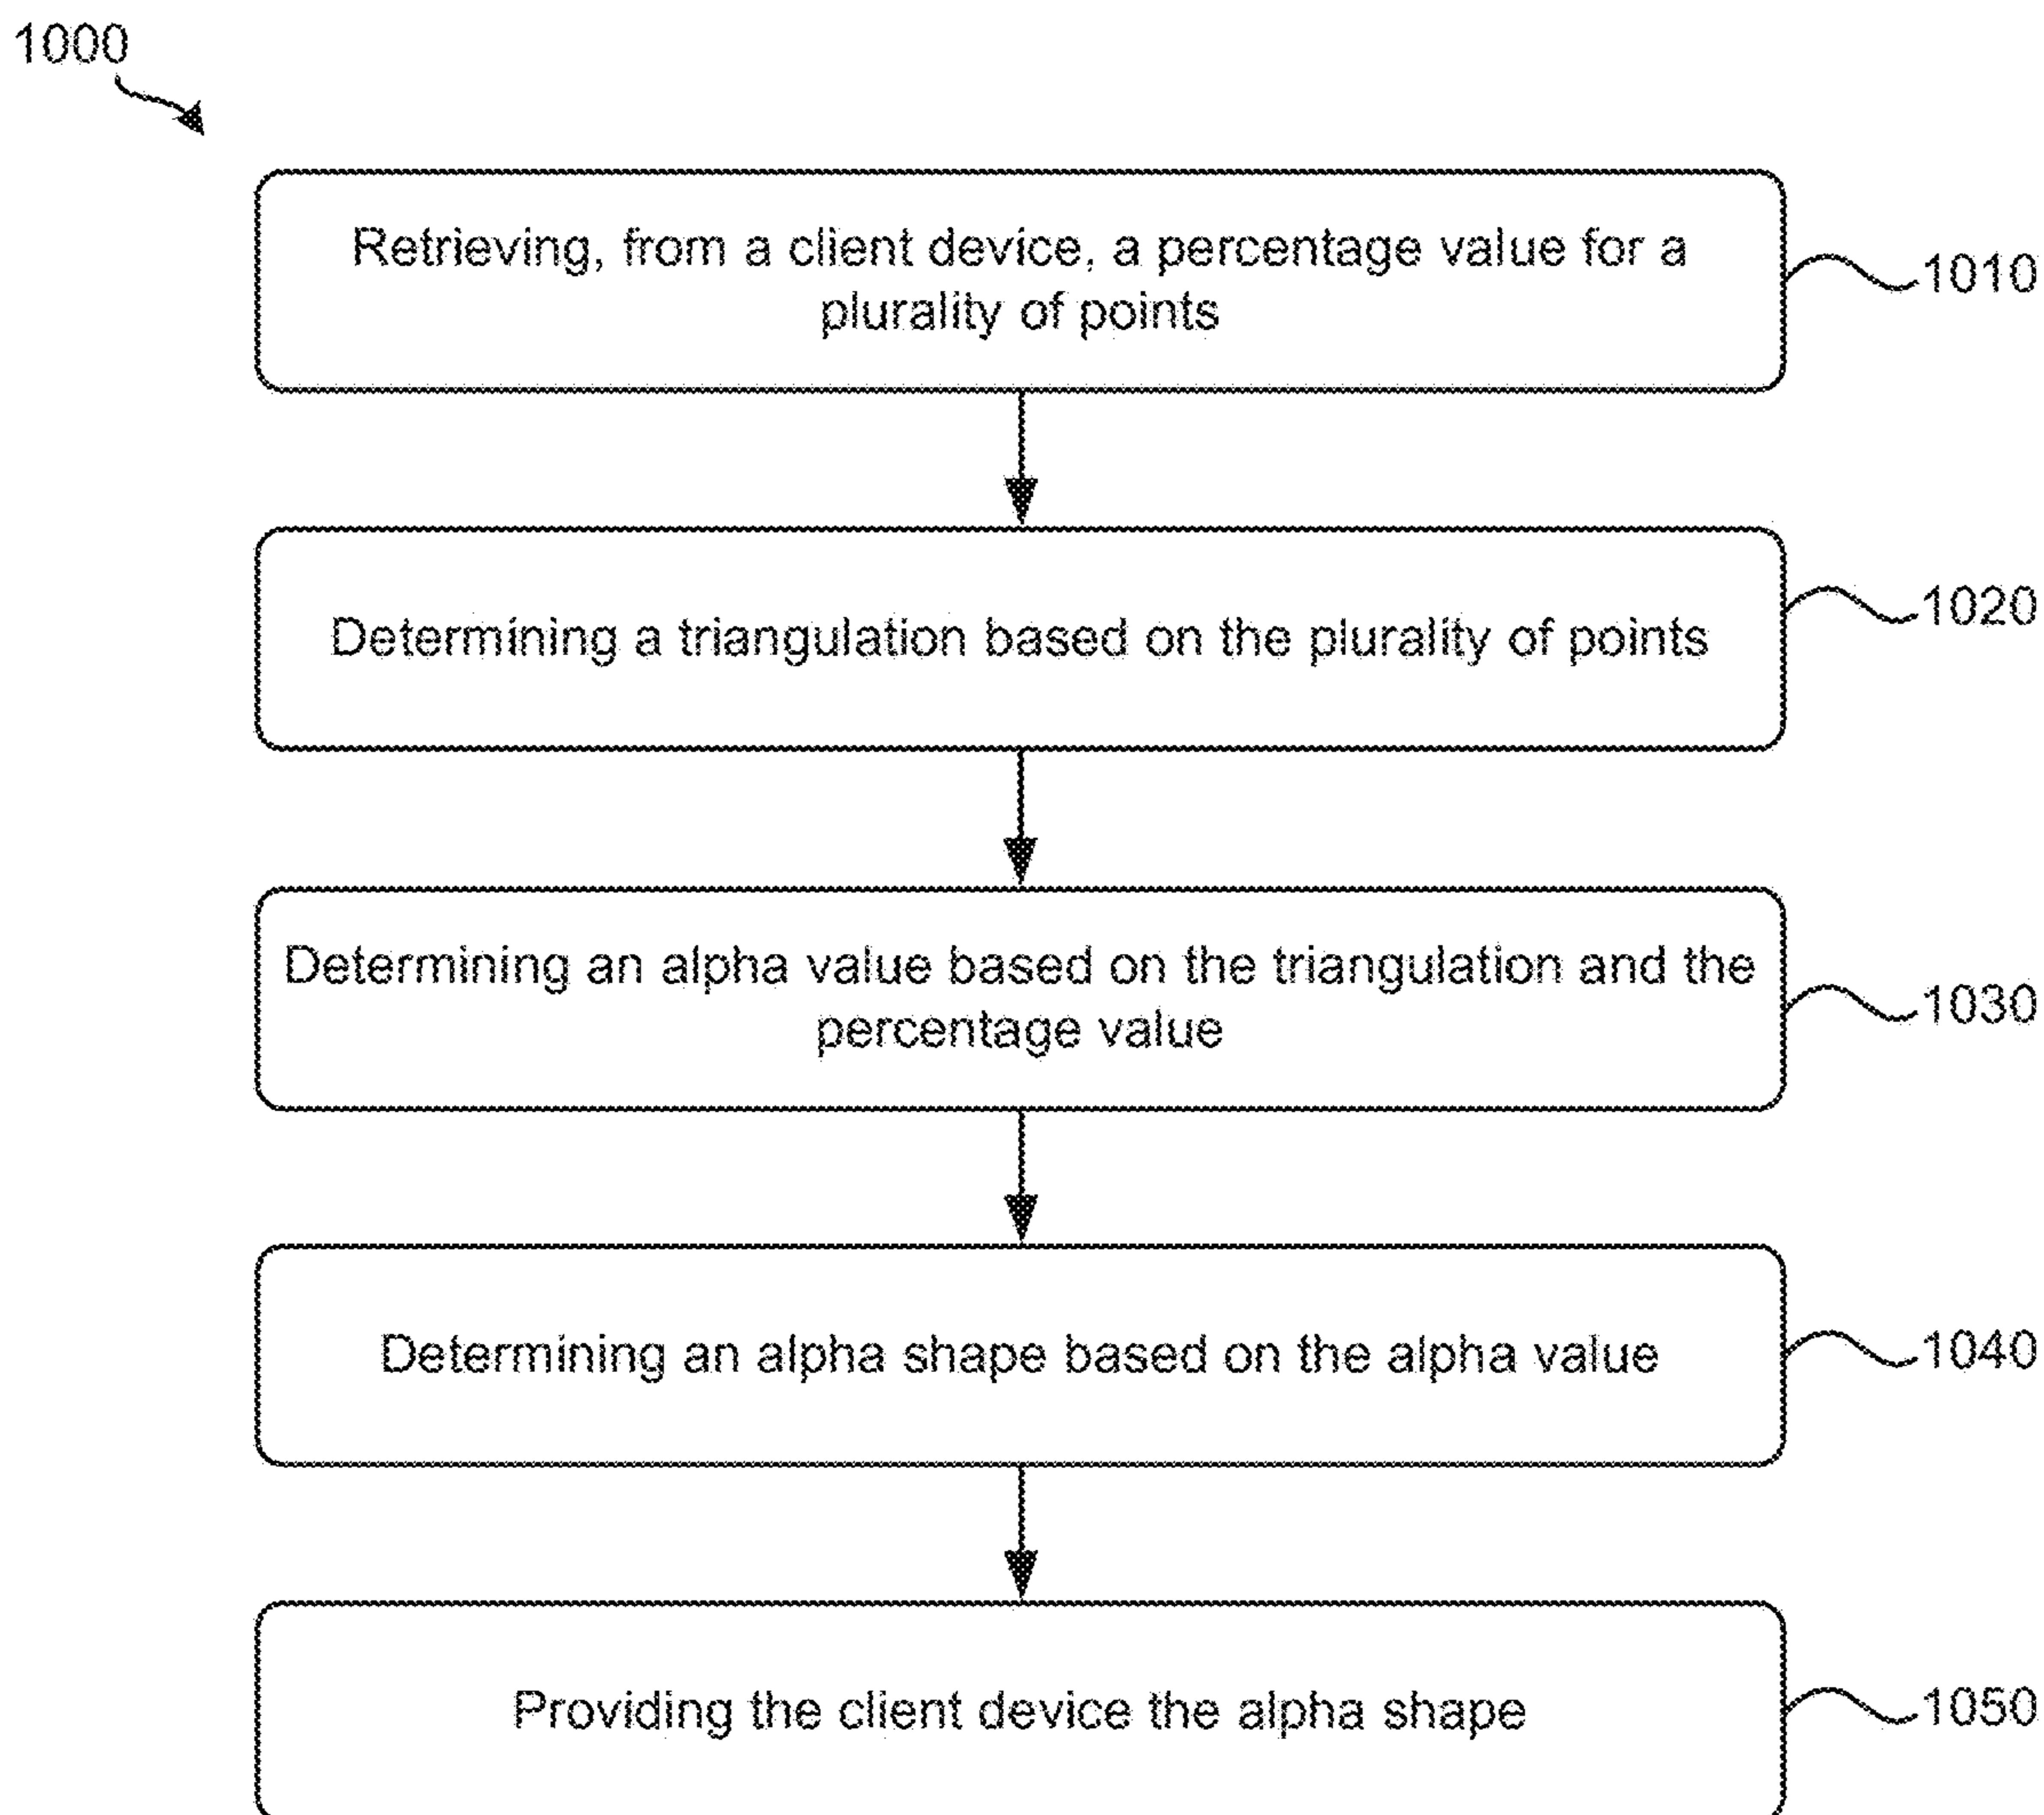 1000
Retrieving, from a client device, a percentage value for a
plurality of points
1010
Determining a triangulation based on the plurality of points
1020
Determining an alpha value based on the triangulation and the
percentage value
1030
Determining an alpha shape based on the alpha value
1040
Providing the client device the alpha shape
1050